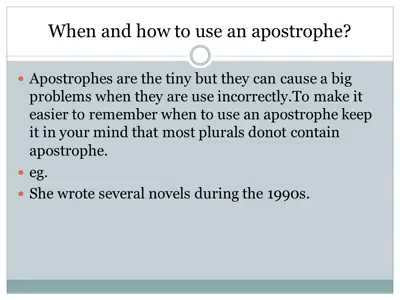 When and how to use an apostrophe?
Apostrophes are the tiny but they can cause a big
problems when they are use incorrectly.To make it
easier to remember when to use an apostrophe keep
it in your mind that most plurals donot contain
apostrophe.
eg.
She wrote several novels during the 1990s.